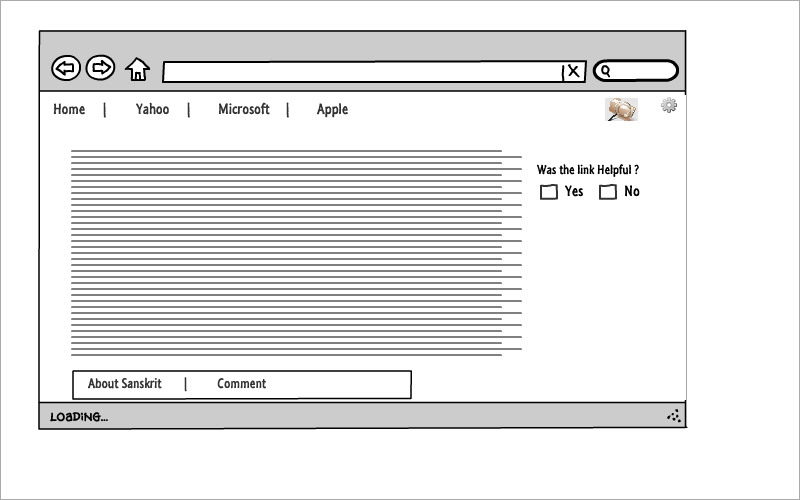 Home | Yahoo | Microsoft | Apple
Was the link Helpful ?
Yes No
About Sanskrit | Comment
LOADING...